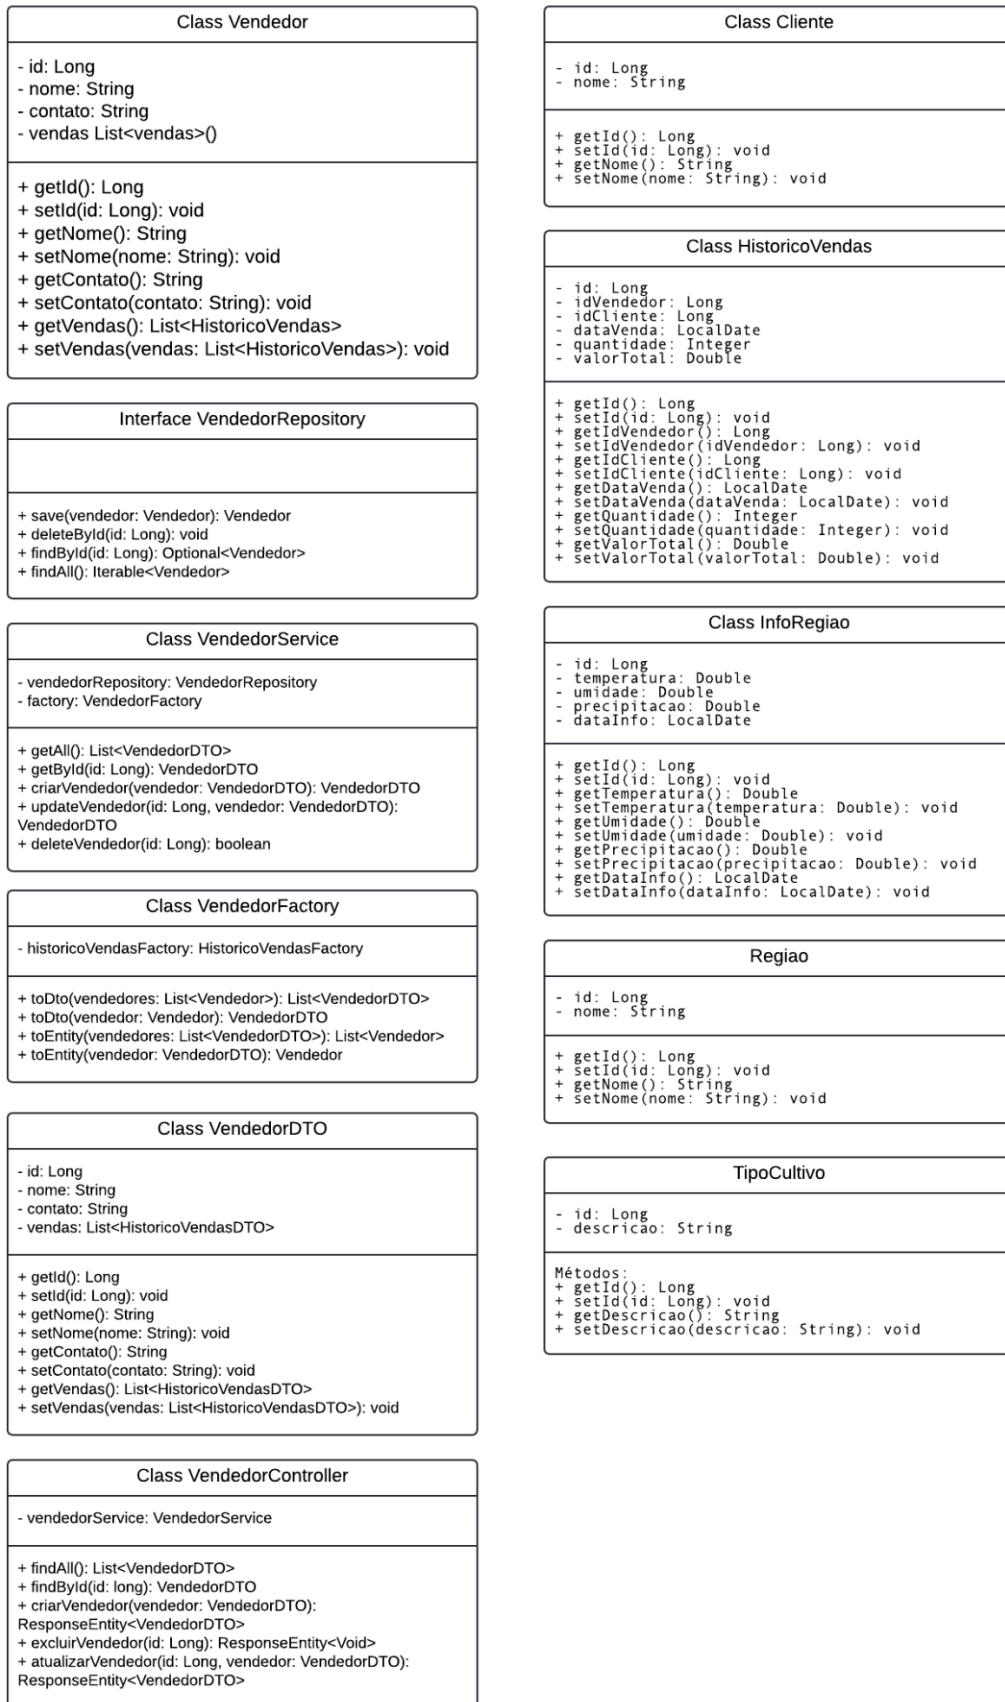 Class Vendedor
- id: Long
- nome: String
- contato: String
- vendas List<vendas>()
+ getId(): Long
+ setId(id: Long): void
+ getNome(): String
+ setNome(nome: String): void
+ getContato(): String
+ setContato(contato: String): void
+ getVendas(): List<HistoricoVendas>
+ setVendas(vendas: List<HistoricoVendas>): void
Interface VendedorRepository
+ save(vendedor: Vendedor): Vendedor
+ deleteById(id: Long): void
+ findById(id: Long): Optional<Vendedor>
+ findAll(): Iterable<Vendedor>
Class VendedorService
- vendedorRepository: VendedorRepository
- factory: VendedorFactory
+ getAll(): List<VendedorDTO>
+ getById(id: Long): VendedorDTO
+ criarVendedor(vendedor: VendedorDTO): VendedorDTO
+ updateVendedor(id: Long, vendedor: VendedorDTO):
VendedorDTO
+ deleteVendedor(id: Long): boolean
Class VendedorFactory
- historicoVendasFactory: HistoricoVendasFactory
+ toDto(vendedores: List<Vendedor>): List<VendedorDTO>
+ toDto(vendedor: Vendedor): VendedorDTO
+ toEntity(vendedores: List<VendedorDTO>): List<Vendedor>
+ toEntity(vendedor: VendedorDTO): Vendedor
Class VendedorDTO
- id: Long
- nome: String
- contato: String
- vendas: List<HistoricoVendasDTO>
+ getId(): Long
+ setId(id: Long): void
+ getNome(): String
+ setNome(nome: String): void
+ getContato(): String
+ setContato(contato: String): void
+ getVendas(): List<HistoricoVendasDTO>
+ setVendas(vendas: List<HistoricoVendasDTO>): void
Class VendedorController
- vendedorService: VendedorService
+ findAll(): List<VendedorDTO>
+ findById(id: long): VendedorDTO
+ criarVendedor(vendedor: VendedorDTO):
ResponseEntity<VendedorDTO>
+ excluirVendedor(id: Long): ResponseEntity<Void>
+ atualizarVendedor(id: Long, vendedor: VendedorDTO):
ResponseEntity<VendedorDTO>
Class Cliente
- id: Long
- nome: String
+ getId(): Long
+ setId(id: Long): void
+ getNome(): String
+ setNome(nome: String): void
Class HistoricoVendas
- id: Long
- idVendedor: Long
- idCliente: Long
- dataVenda: LocalDate
- quantidade: Integer
- valorTotal: Double
+ getId(): Long
+ setId(id: Long): void
+ getIdVendedor(): Long
+ setIdVendedor(idVendedor: Long): void
+ getIdCliente(): Long
+ setIdCliente(idCliente: Long): void
+ getDataVenda(): LocalDate
+ setDataVenda(dataVenda: LocalDate): void
+ getQuantidade(): Integer
+ setQuantidade(quantidade: Integer): void
+ getValorTotal(): Double
+ setValorTotal(valorTotal: Double): void
Class InfoRegiao
- id: Long
- temperatura: Double
- umidade: Double
- precipitacao: Double
- dataInfo: LocalDate
+ getId(): Long
+ setId(id: Long): void
+ getTemperatura(): Double
+ setTemperatura(temperatura: Double): void
+ getUmidade(): Double
+ setUmidade(umidade: Double): void
+ getPrecipitacao(): Double
+ setPrecipitacao(precipitacao: Double): void
+ getDataInfo(): LocalDate
+ setDataInfo(dataInfo: LocalDate): void
Regiao
- id: Long
- nome: String
+ getId(): Long
+ setId(id: Long): void
+ getNome(): String
+ setNome(nome: String): void
TipoCultivo
- id: Long
- descricao: String
Métodos:
+ getId(): Long
+ setId(id: Long): void
+ getDescricao(): String
+ setDescricao(descricao: String): void